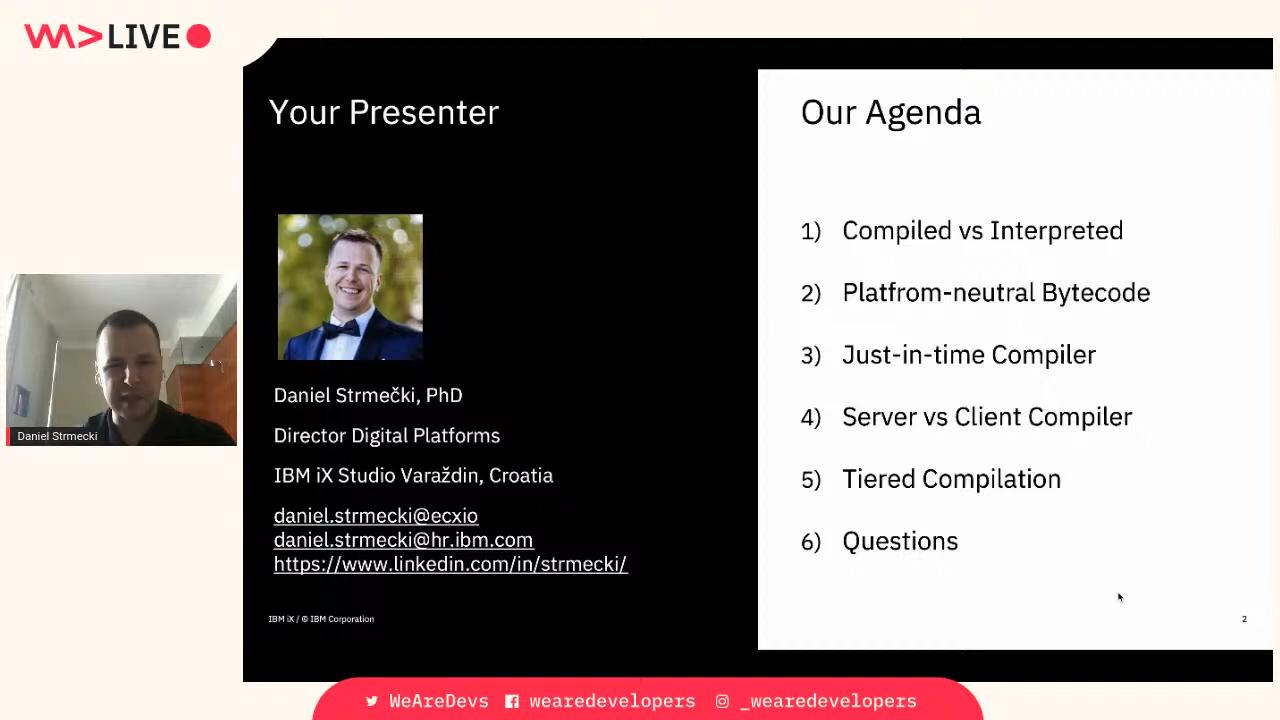 WA>LIVE
Your Presenter
Daniel Strmečki, PhD
Director Digital Platforms
IBM iX Studio Varaždin, Croatia
daniel.strmecki@ecxio
daniel.strmecki@hr.ibm.com
https://www.linkedin.com/in/strmecki/
IBM iX / © IBM Corporation
Our Agenda
1) Compiled vs Interpreted
2) Platfrom-neutral Bytecode
3) Just-in-time Compiler
4) Server vs Client Compiler
5) Tiered Compilation
6) Questions
2
Daniel Strmecki
WeAreDevs wearedevelopers _wearedevelopers